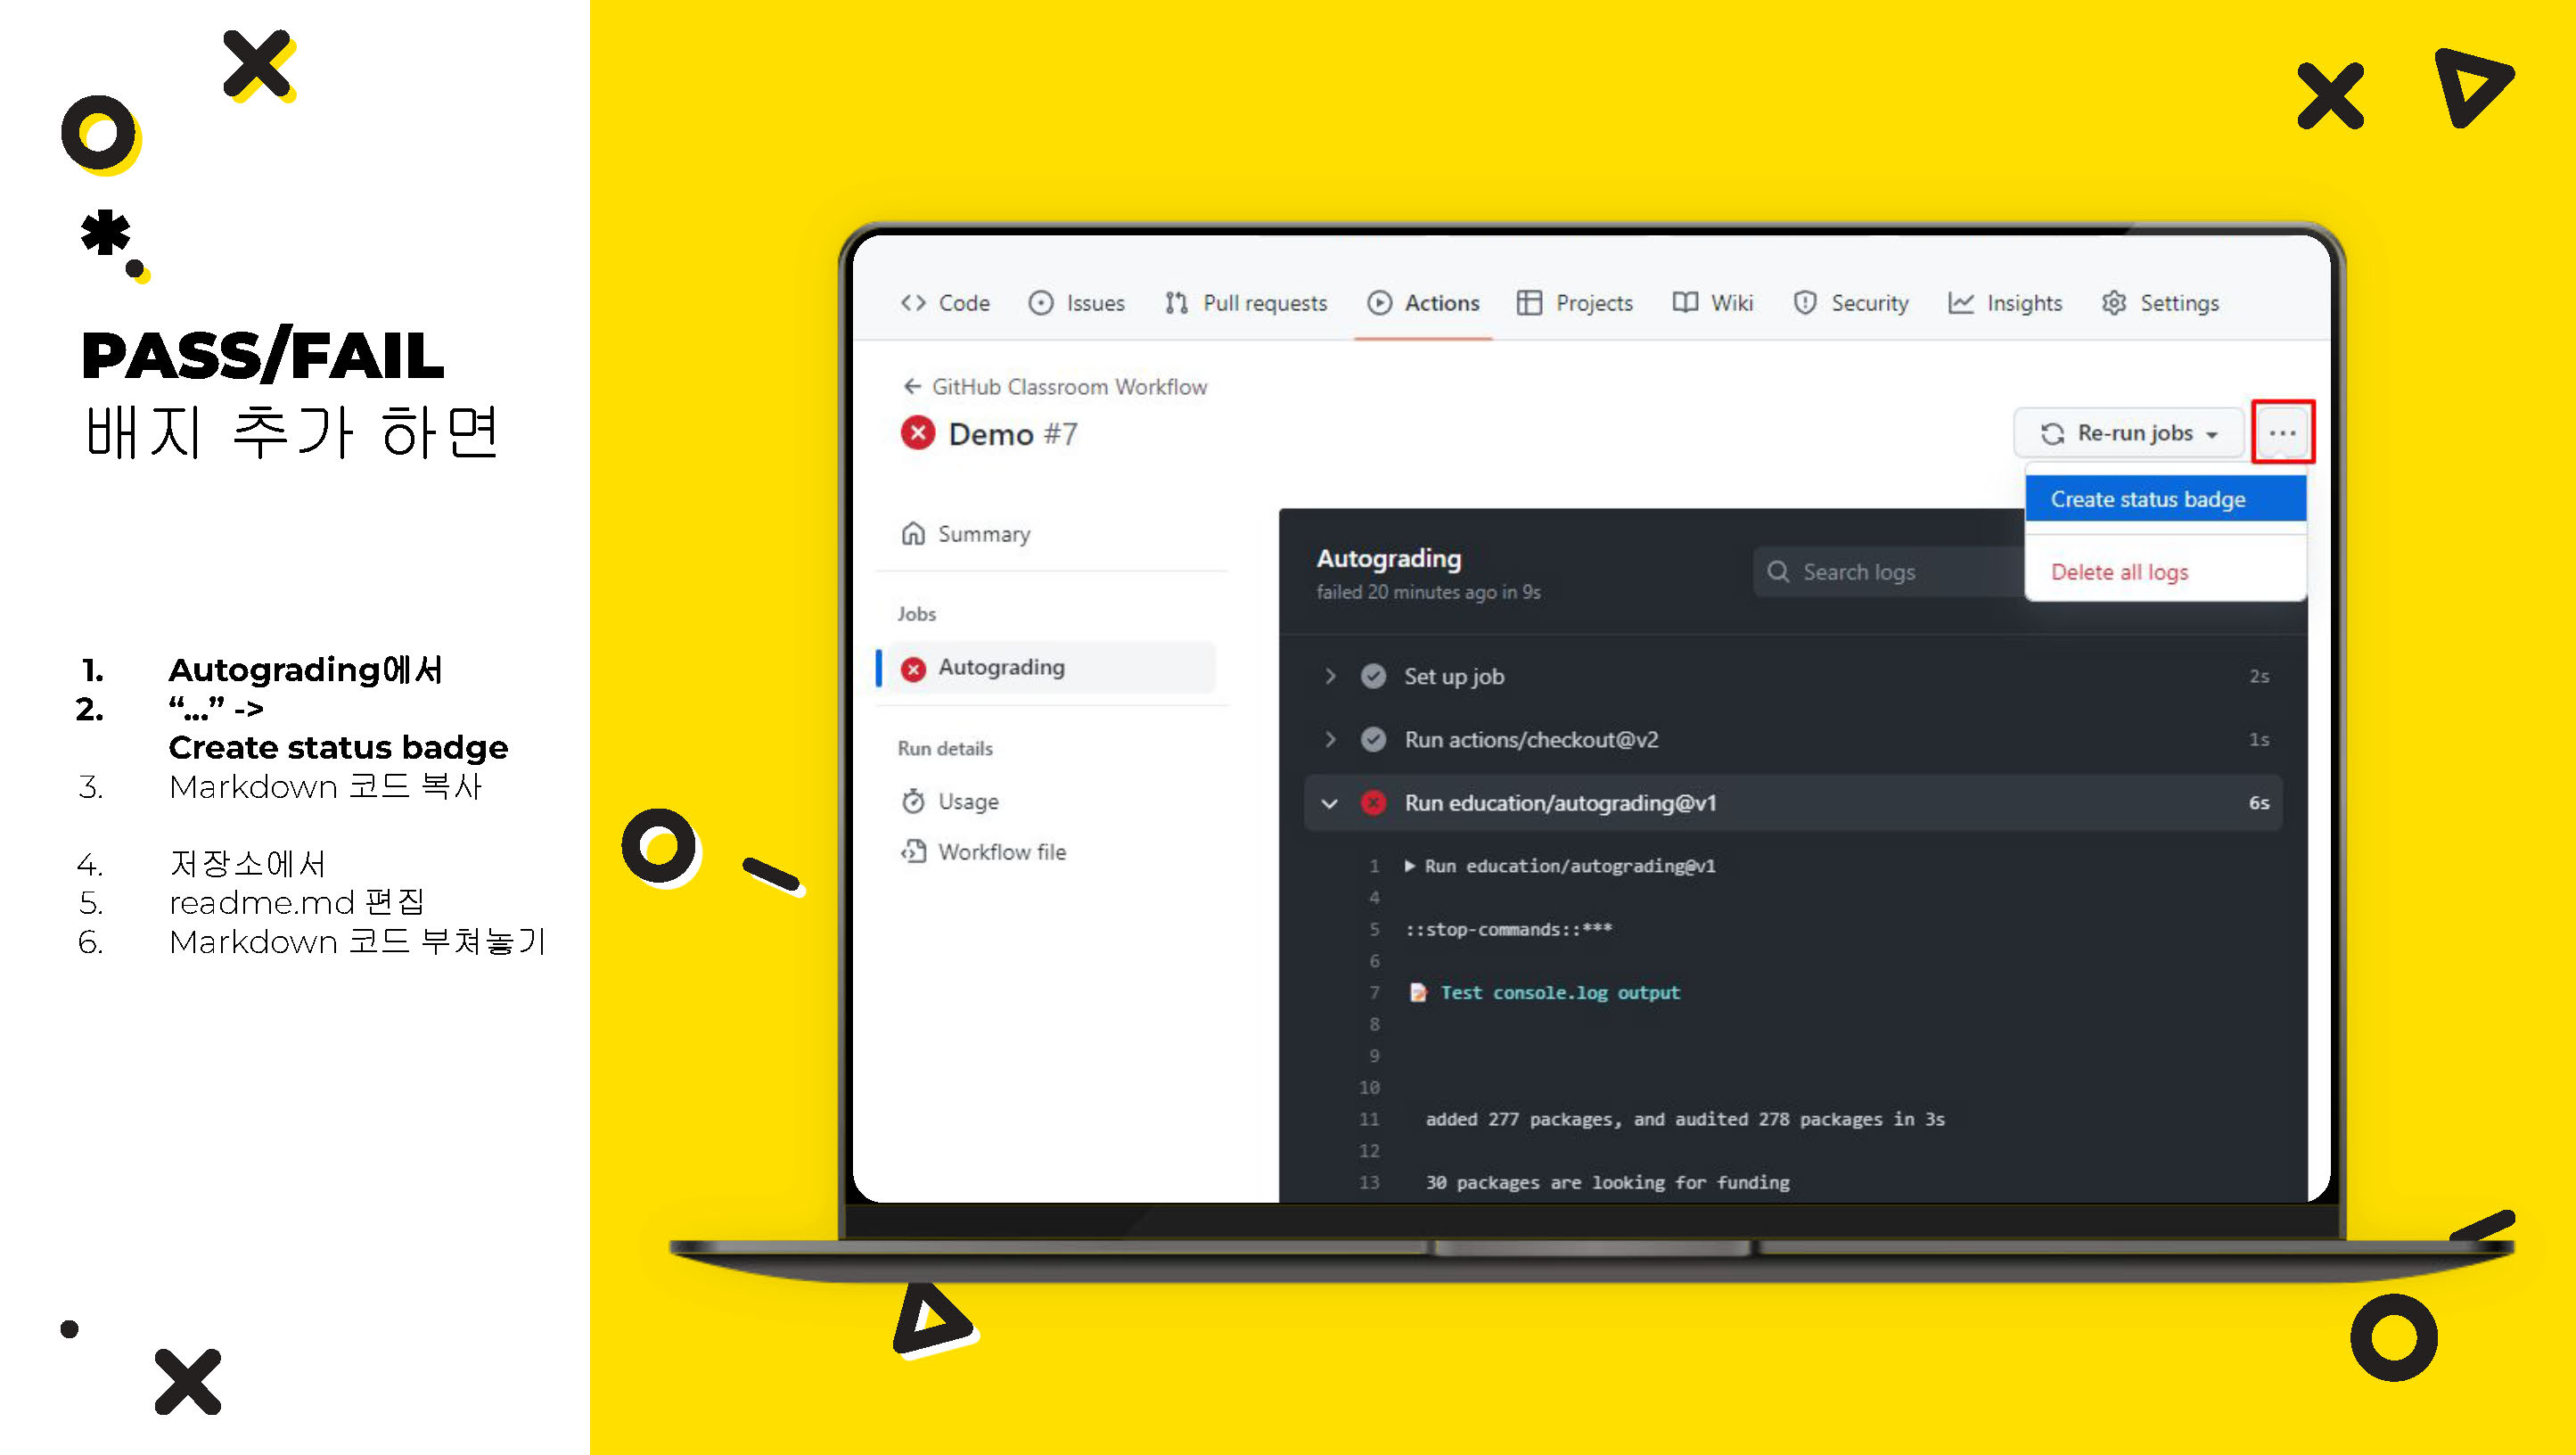 PASS/FAIL
배지 추가 하면
1. Autograding에서
2. “...” ->
Create status badge
3. Markdown 코드 복사
4. 저장소에서
5. readme.md 편집
6. Markdown 코드 부쳐놓기
Code Issues Pull requests Actions Projects Wiki Security Insights Settings
← GitHub Classroom Workflow
Demo #7
Re-run jobs ...
Create status badge
Delete all logs
Summary
Jobs
Autograding
Run details
Usage
Workflow file
Autograding
failed 20 minutes ago in 9s
Search logs
Set up job 2s
Run actions/checkout@v2 1s
Run education/autograding@v1 6s
1 ▶ Run education/autograding@v1
4
5 ::stop-commands::***
6
7 📝 Test console.log output
8
9
10
11 added 277 packages, and audited 278 packages in 3s
12
13 30 packages are looking for funding